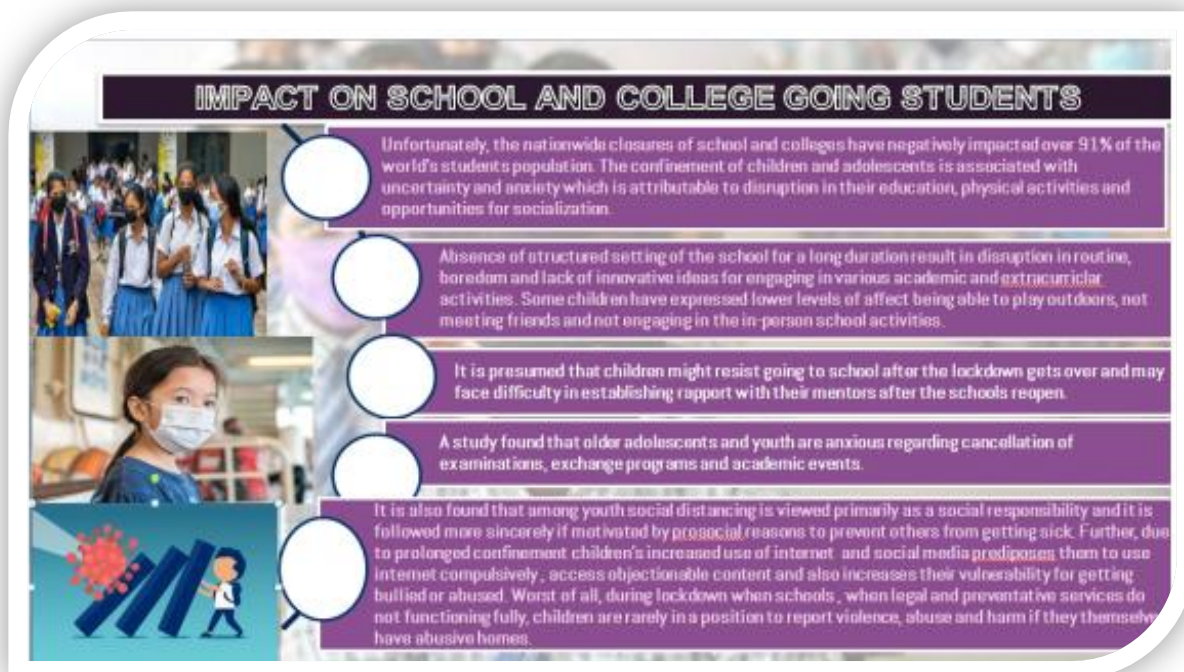 IMPACT ON SCHOOL AND COLLEGE GOING STUDENTS
Unfortunately, the nationwide closures of school and colleges have negatively impacted over 91% of the
world's students population. The confinement of children and adolescents is associated with
uncertainty and anxiety which is attributable to disruption in their education, physical activities and
opportunities for socialization.
Absence of structured setting of the school for a long duration result in disruption in routine,
boredom and lack of innovative ideas for engaging in various academic and extracurriclar
activities. Some children have expressed lower levels of affect being able to play outdoors, not
meeting friends and not engaging in the in-person school activities.
It is presumed that children might resist going to school after the lockdown gets over and may
face difficulty in establishing rapport with their mentors after the schools reopen.
A study found that older adolescents and youth are anxious regarding cancellation of
examinations, exchange programs and academic events.
It is also found that among youth social distancing is viewed primarily as a social responsibility and it is
followed more sincerely if motivated by prosocial reasons to prevent others from getting sick. Further, due
to prolonged confinement children's increased use of internet and social media prediposes them to use
internet compulsively , access objectionable content and also increases their vulnerability for getting
bullied or abused. Worst of all, during lockdown when schools , when legal and preventative services do
not functioning fully, children are rarely in a position to report violence, abuse and harm if they themselv
have abusive homes.